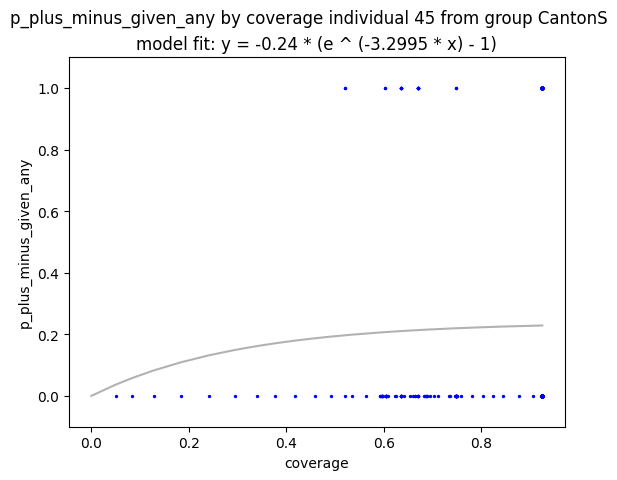 p_plus_minus_given_any by coverage individual 45 from group CantonS
model fit: y = -0.24 * (e ^ (-3.2995 * x) - 1)
1.0
0.8
0.6
0.4
0.2
0.0
p_plus_minus_given_any
0.0 0.2 0.4 0.6 0.8
coverage